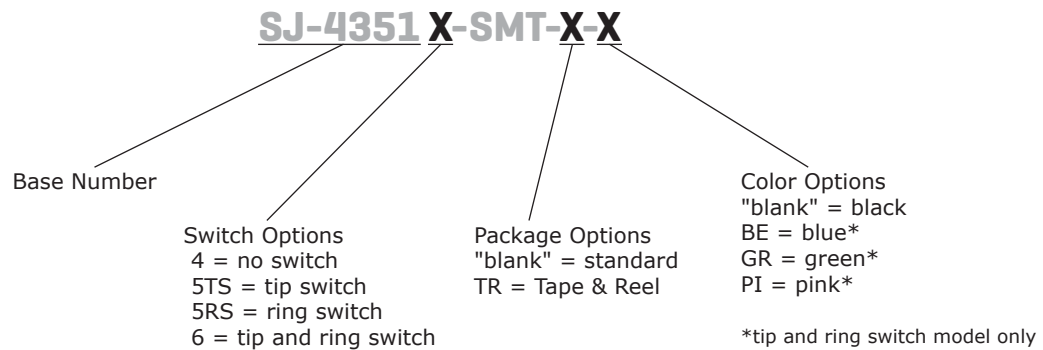 SJ-4351 X-SMT-X-X
Base Number
Switch Options
4 = no switch
5TS = tip switch
5RS = ring switch
6 = tip and ring switch
Package Options
"blank" = standard
TR = Tape & Reel
Color Options
"blank" = black
BE = blue*
GR = green*
PI = pink*
*tip and ring switch model only